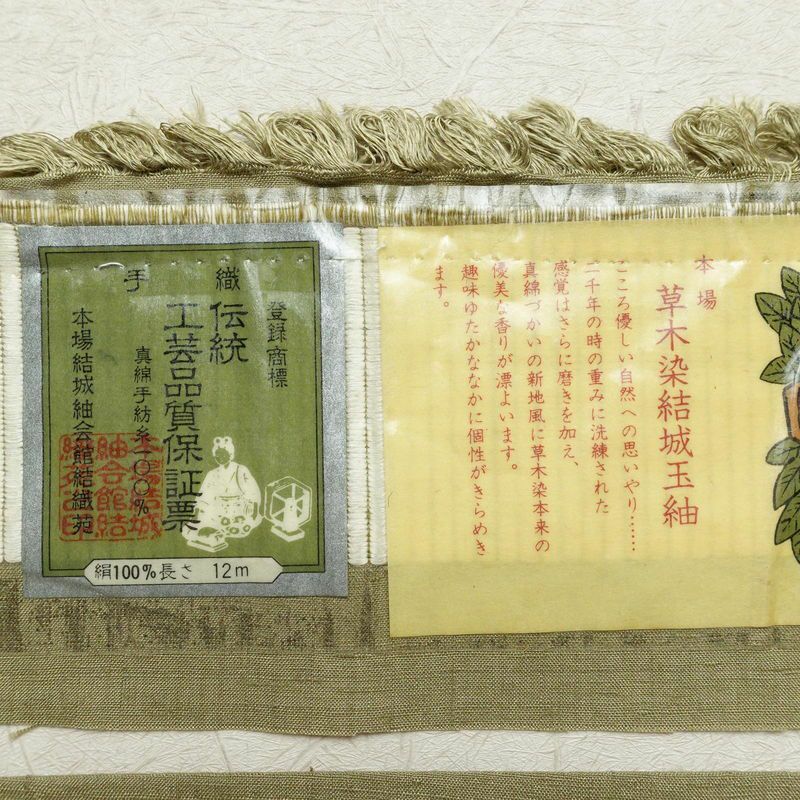 手織
登録商標
伝統
工芸品質保証票
真綿手紡糸一〇〇%
本場結城紬会館結織苑
絹100%長さ 12m
本場
草木染結城玉紬
こころ優しい自然への思いやり……
二千年の時の重みに洗練された
感覚はさらに磨きを加え、
真綿づかいの新地風に草木染本来の
優美な香りが漂よいます。
趣味ゆたかななかに個性がきらめき
ます。